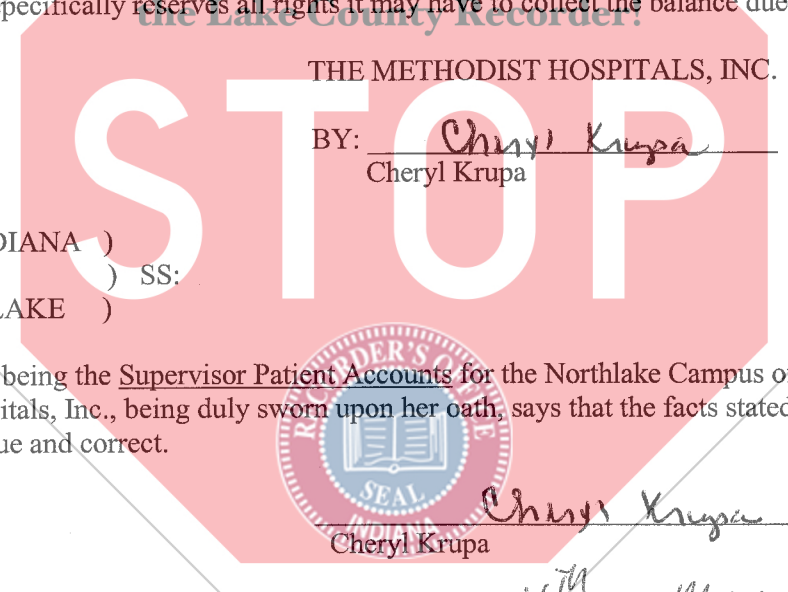 specifically reserves all rights it may have to collect the balance due
the Lake County Recorder!
THE METHODIST HOSPITALS, INC.
STOP
BY: Cheryl Krupa
Cheryl Krupa
DIANA )
) SS:
LAKE )
being the Supervisor Patient Accounts for the Northlake Campus o
itals, Inc., being duly sworn upon her oath, says that the facts stated
ue and correct.
RECORDER'S OFFICE
SEAL
INDIANA
Cheryl Krupa
Cheryl Krupa